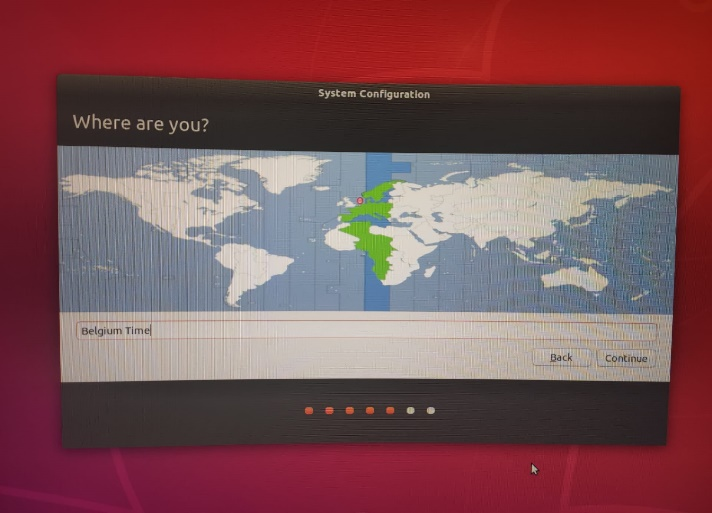 System Configuration
Where are you?
Belgium Time
Back
Continue